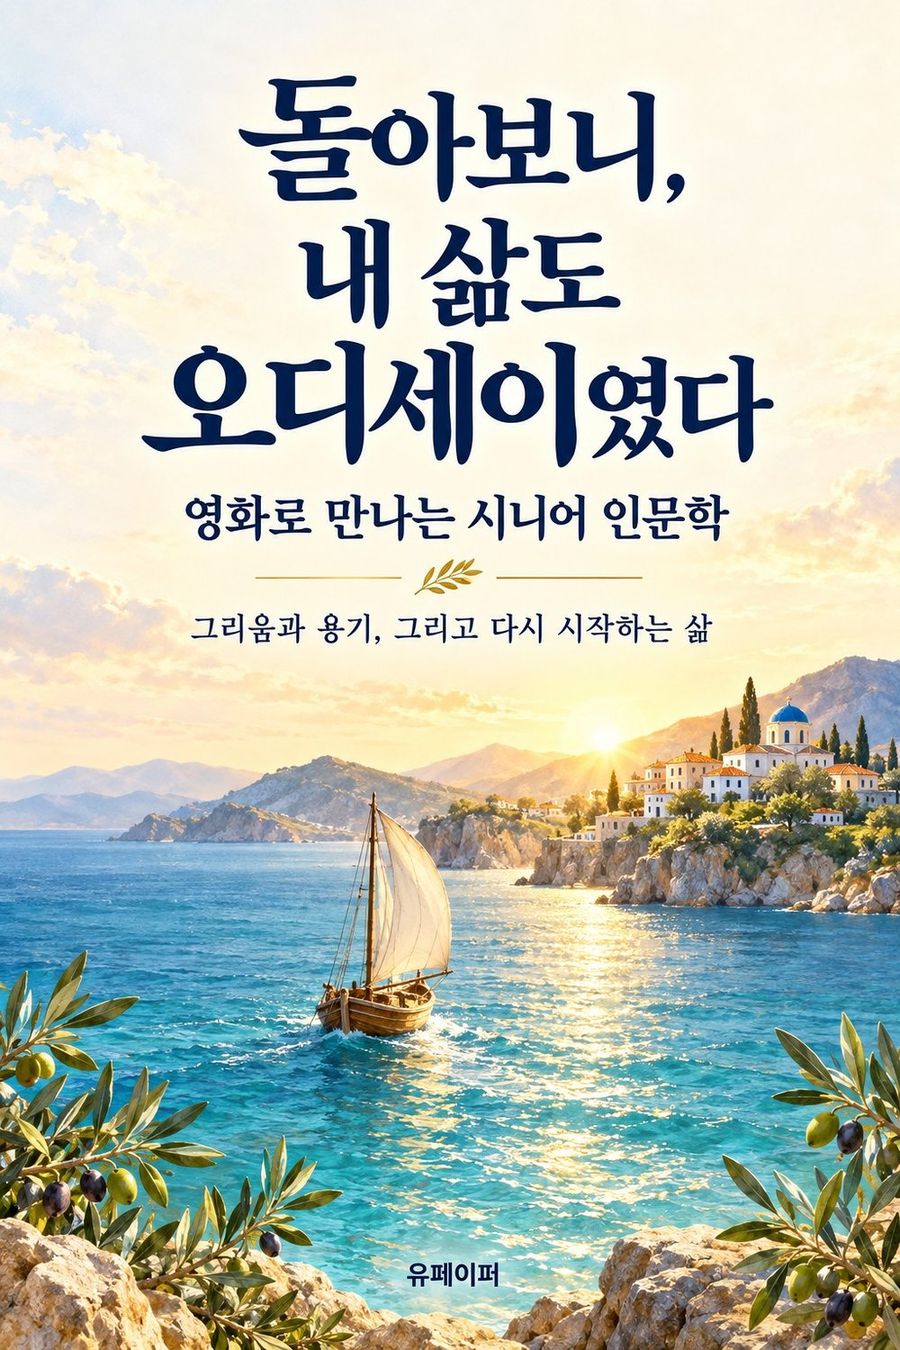 돌아보니,
내 삶도
오디세이였다
영화로 만나는 시니어 인문학
그리움과 용기, 그리고 다시 시작하는 삶
유페이퍼